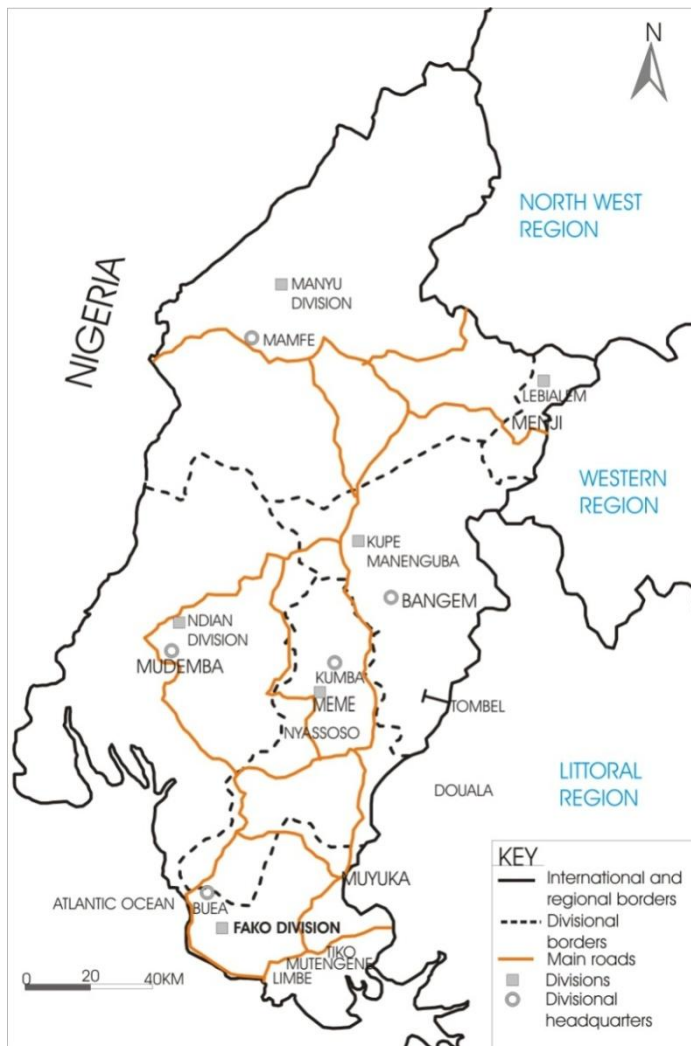 N
NORTH WEST
REGION
NIGERIA
MANYU
DIVISION
MAMFE
LEBIALEM
MENJI
WESTERN
REGION
KUPE
MANENGUBA
BANGEM
NDIAN
DIVISION
MUDEMBA
KUMBA
MEME
NYASSOSO
TOMBEL
DOUALA
LITTORAL
REGION
MUYUKA
ATLANTIC OCEAN
BUEA
FAKO DIVISION
TIKO
MUTENGENE
LIMBE
0 20 40KM
KEY
International and
regional borders
Divisional
borders
Main roads
Divisions
Divisional
headquarters